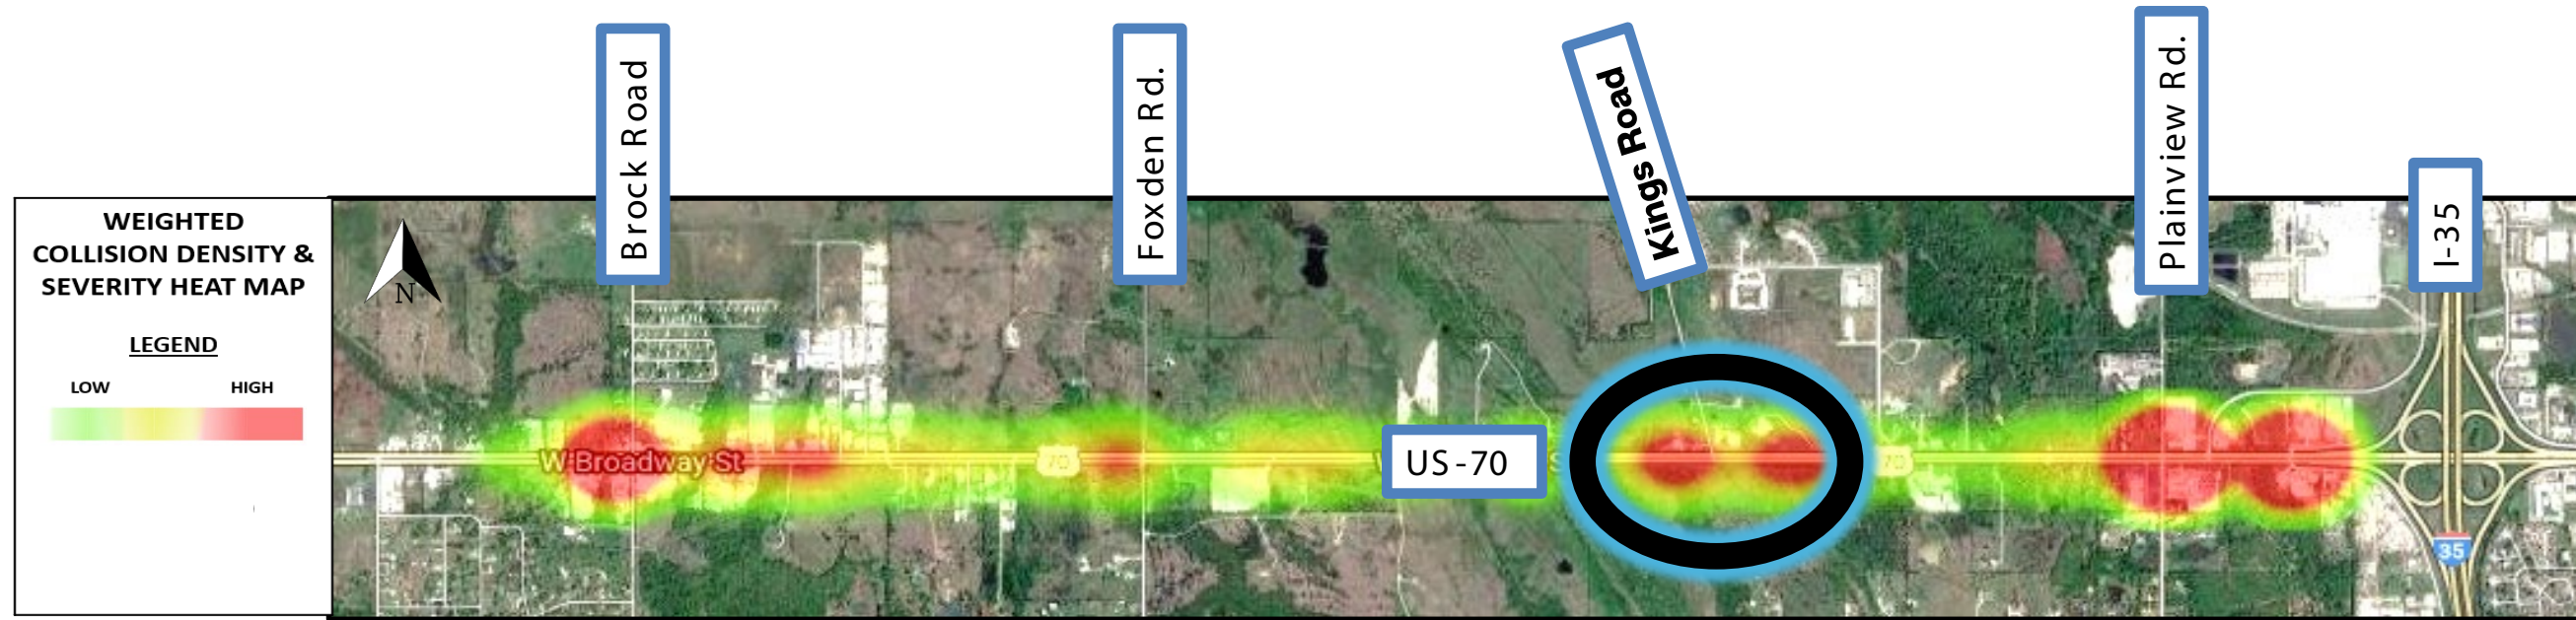 Brock Road
Foxden Rd.
Kings Road
Plainview Rd.
I-35
WEIGHTED
COLLISION DENSITY &
SEVERITY HEAT MAP
LEGEND
LOW
HIGH
N
W Broadway St
70
US-70
70
35